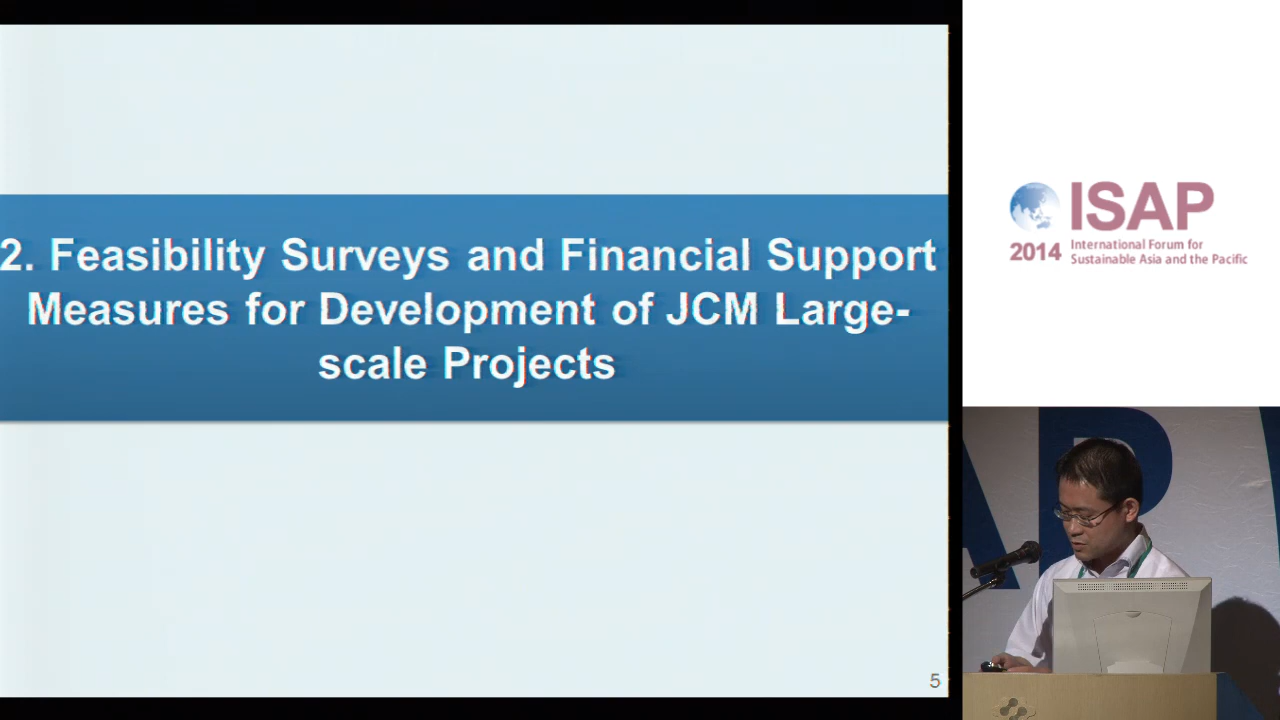 2. Feasibility Surveys and Financial Support
Measures for Development of JCM Large-
scale Projects
5
ISAP
2014
International Forum for
Sustainable Asia and the Pacific
AP